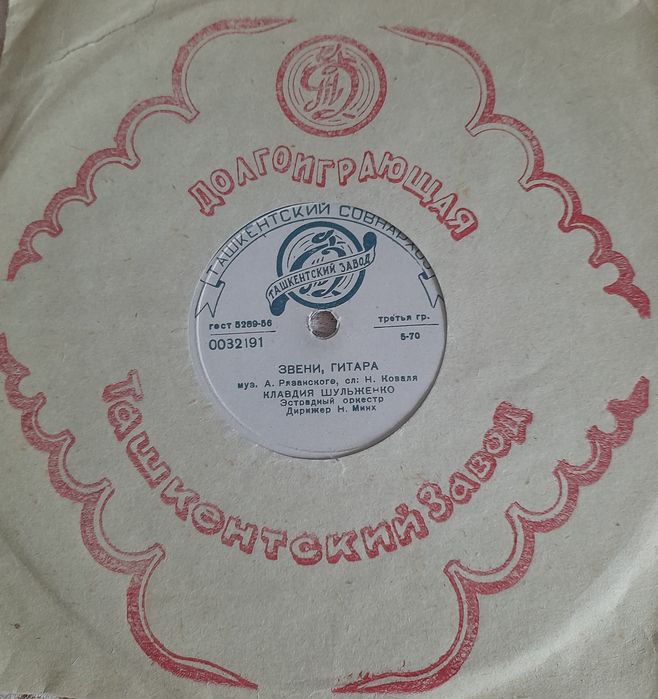 ДОЛГОИГРАЮЩАЯ
ТАШКЕНТСКИЙ СОВНАРХОЗ
ТАШКЕНТСКИЙ ЗАВОД
гост 5289-56
третья гр.
0032191
5-70
ЗВЕНИ, ГИТАРА
муз. А. Рязанского, сл: Н. Коваля
КЛАВДИЯ ШУЛЬЖЕНКО
Эстрадный оркестр
Дирижер Н. Минх
Ташкентский Завод